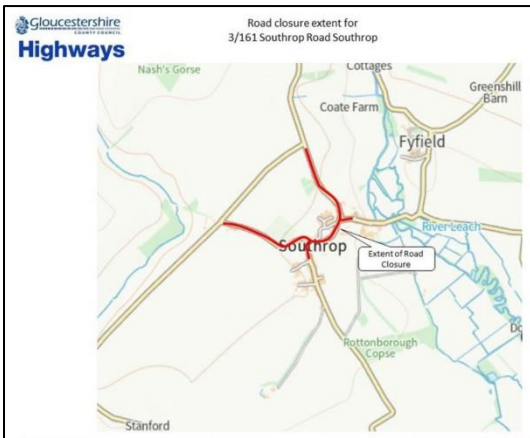 Gloucestershire
COUNTY COUNCIL
Highways
Road closure extent for
3/161 Southrop Road Southrop
Nash's Gorse
Cottages
Coate Farm
Greenshill
Barn
Fyfield
River Leach
Southrop
Extent of Road
Closure
Rottonborough
Copse
Stanford